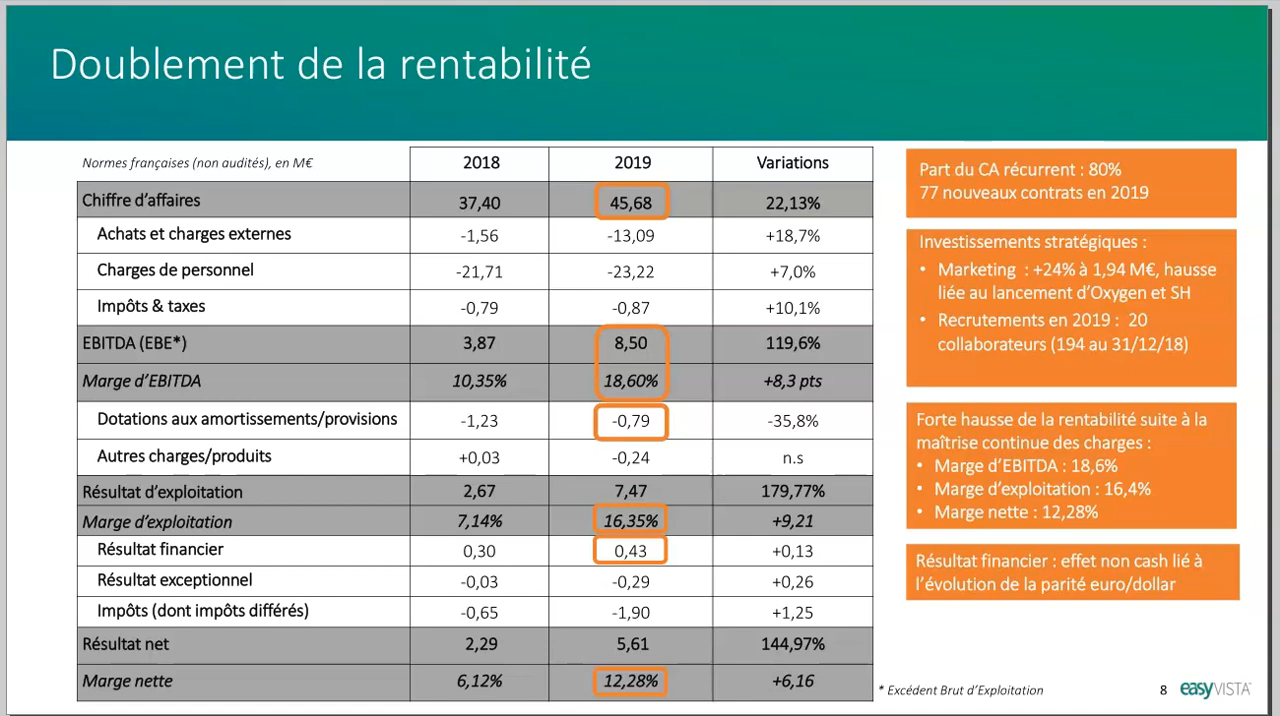 Doublement de la rentabilité
Normes françaises (non audités), en M€ 2018 2019 Variations
Chiffre d'affaires 37,40 45,68 22,13%
Achats et charges externes -1,56 -13,09 +18,7%
Charges de personnel -21,71 -23,22 +7,0%
Impôts & taxes -0,79 -0,87 +10,1%
EBITDA (EBE*) 3,87 8,50 119,6%
Marge d'EBITDA 10,35% 18,60% +8,3 pts
Dotations aux amortissements/provisions -1,23 -0,79 -35,8%
Autres charges/produits +0,03 -0,24 n.s
Résultat d'exploitation 2,67 7,47 179,77%
Marge d'exploitation 7,14% 16,35% +9,21
Résultat financier 0,30 0,43 +0,13
Résultat exceptionnel -0,03 -0,29 +0,26
Impôts (dont impôts différés) -0,65 -1,90 +1,25
Résultat net 2,29 5,61 144,97%
Marge nette 6,12% 12,28% +6,16
Part du CA récurrent : 80%
77 nouveaux contrats en 2019
Investissements stratégiques :
• Marketing : +24% à 1,94 M€, hausse
liée au lancement d'Oxygen et SH
• Recrutements en 2019 : 20
collaborateurs (194 au 31/12/18)
Forte hausse de la rentabilité suite à la
maîtrise continue des charges :
• Marge d'EBITDA : 18,6%
• Marge d'exploitation : 16,4%
• Marge nette : 12,28%
Résultat financier : effet non cash lié à
l'évolution de la parité euro/dollar
* Excédent Brut d'Exploitation
8 easyVISTA